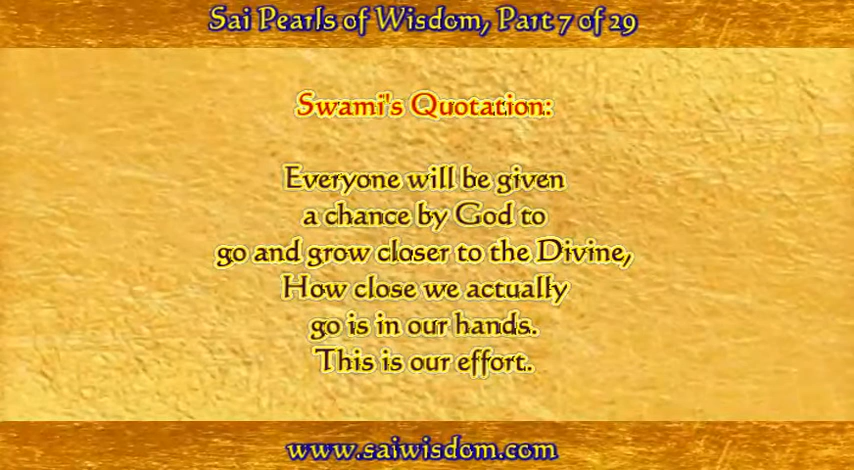 Sai Pearls of Wisdom, Part 7 of 29
Swami's Quotation:
Everyone will be given
a chance by God to
go and grow closer to the Divine,
How close we actually
go is in our hands.
This is our effort.
www.saiwisdom.com